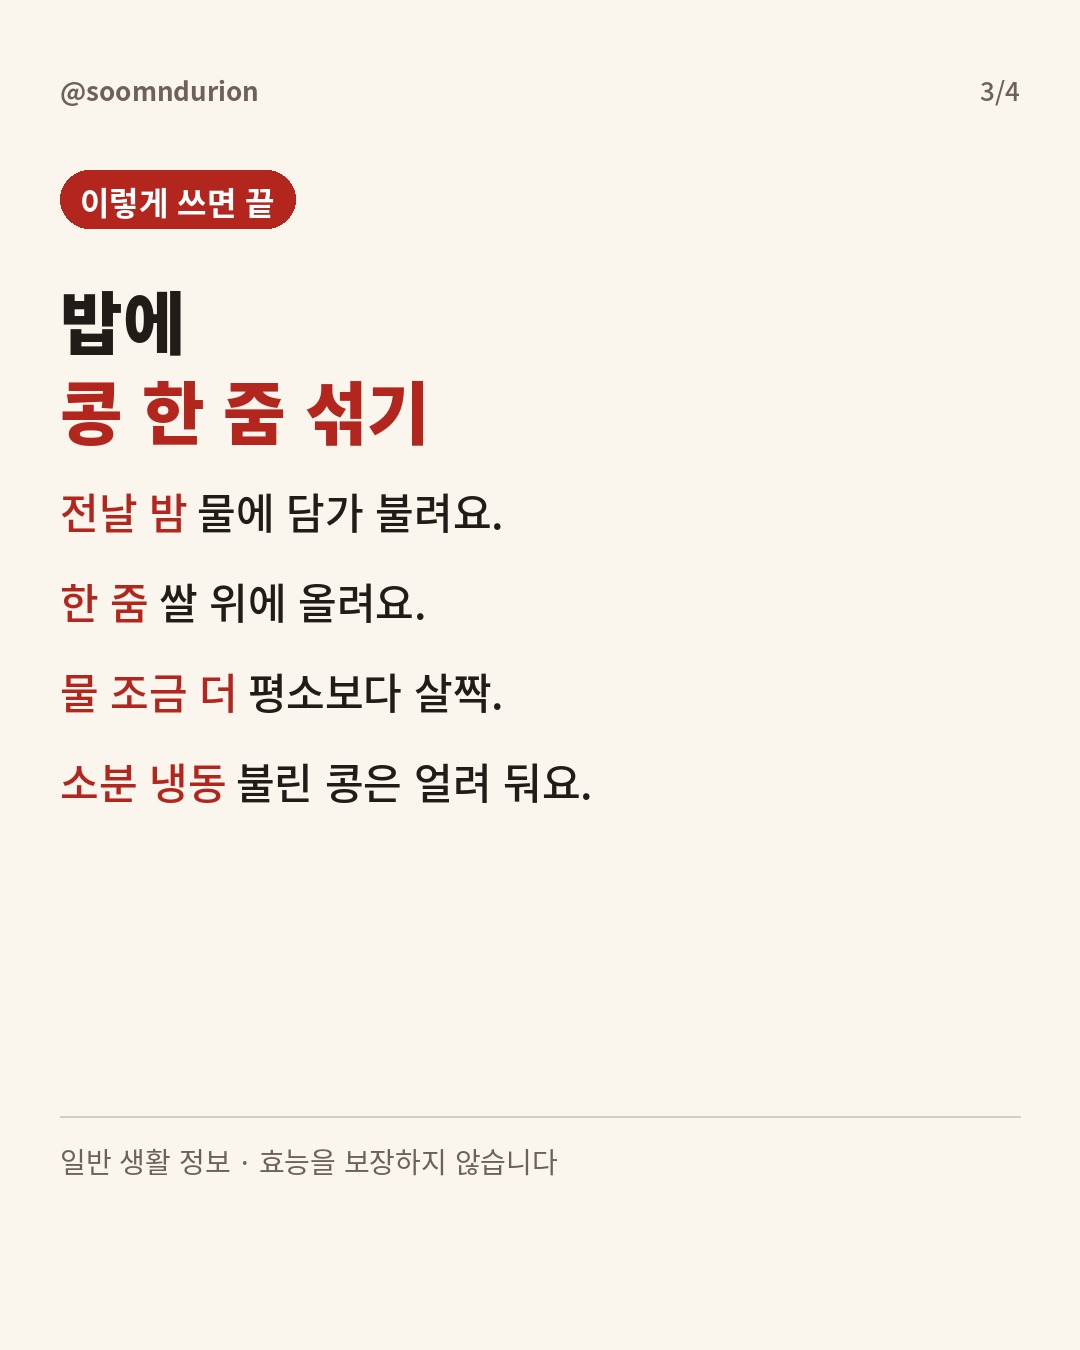 @soomndurion
3/4
이렇게 쓰면 끝
밥에
콩 한 줌 섞기
전날 밤 물에 담가 불려요.
한 줌 쌀 위에 올려요.
물 조금 더 평소보다 살짝.
소분 냉동 불린 콩은 얼려 둬요.
일반 생활 정보 · 효능을 보장하지 않습니다